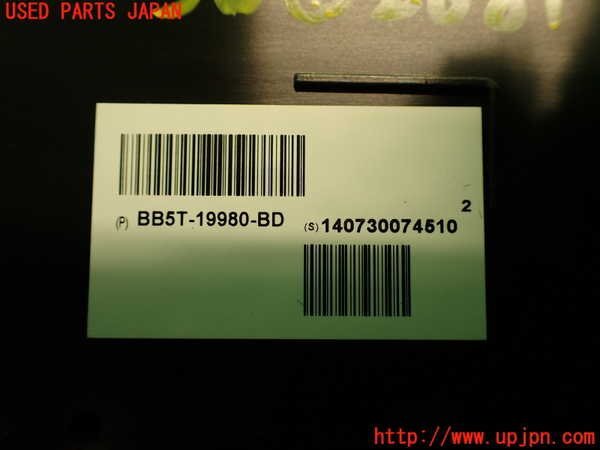 USED PARTS JAPAN
(P) BB5T-19980-BD
(S) 140730074510
2
http://www.upjpn.com/